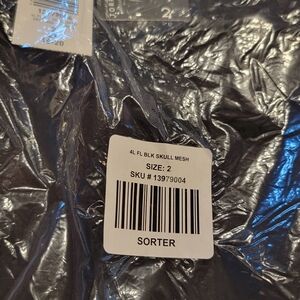 4L FL BLK SKULL MESH
SIZE: 2
SKU # 13979004
SORTER